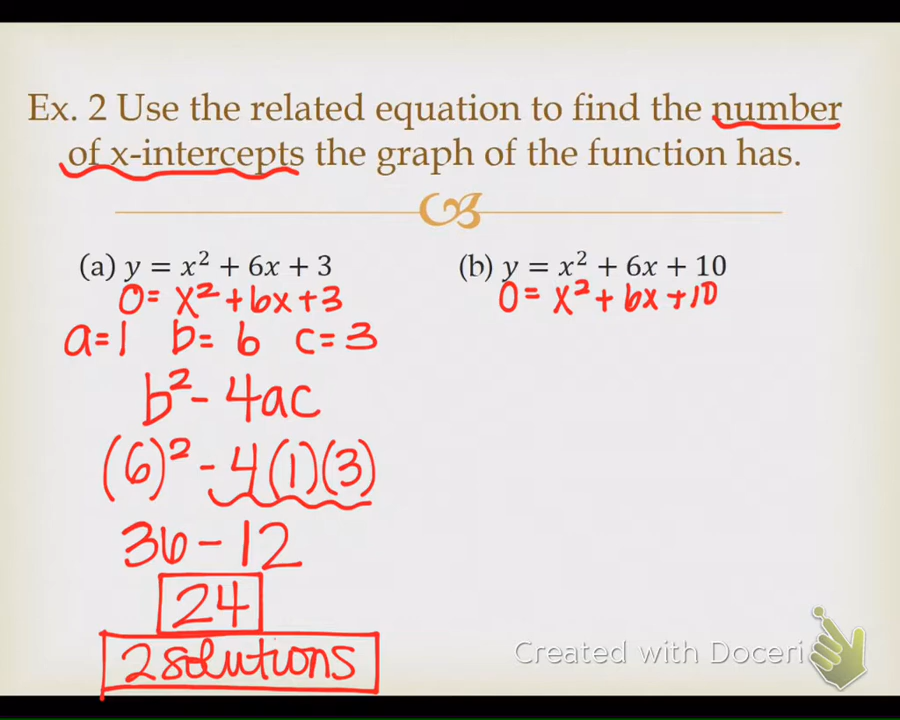 Ex. 2 Use the related equation to find the number
of x-intercepts the graph of the function has.
(a) y = x² + 6x + 3
0 = x² + 6x + 3
a = 1 b = 6 c = 3
b² - 4ac
(6)² - 4(1)(3)
36 - 12
24
2 solutions
(b) y = x² + 6x + 10
0 = x² + 6x + 10
Created with Doceri